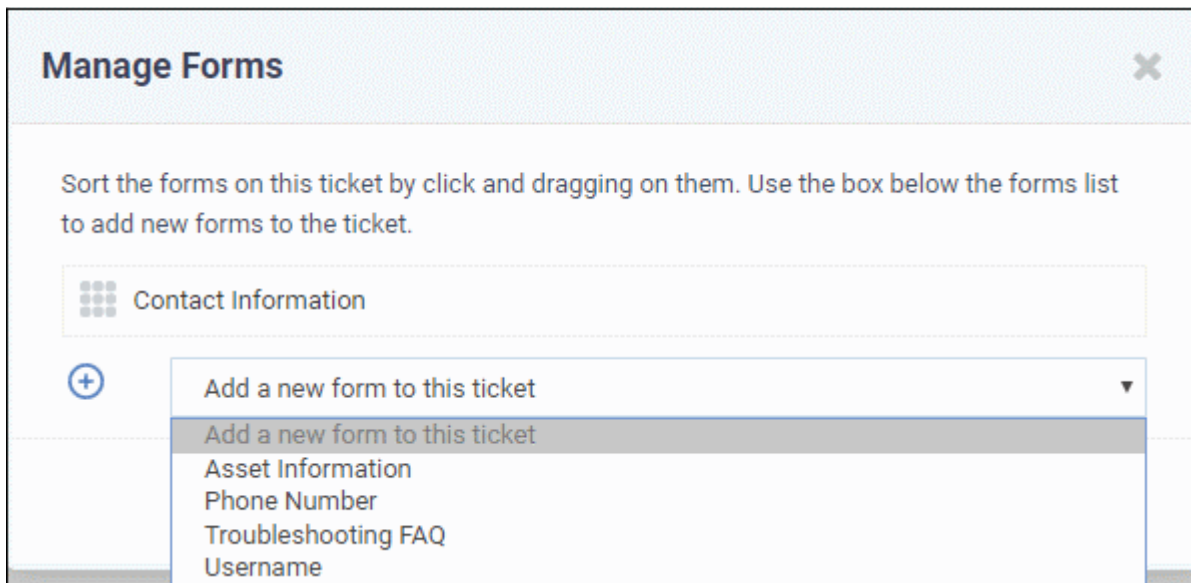 Manage Forms
Sort the forms on this ticket by click and dragging on them. Use the box below the forms list
to add new forms to the ticket.
Contact Information
Add a new form to this ticket
Add a new form to this ticket
Asset Information
Phone Number
Troubleshooting FAQ
Username